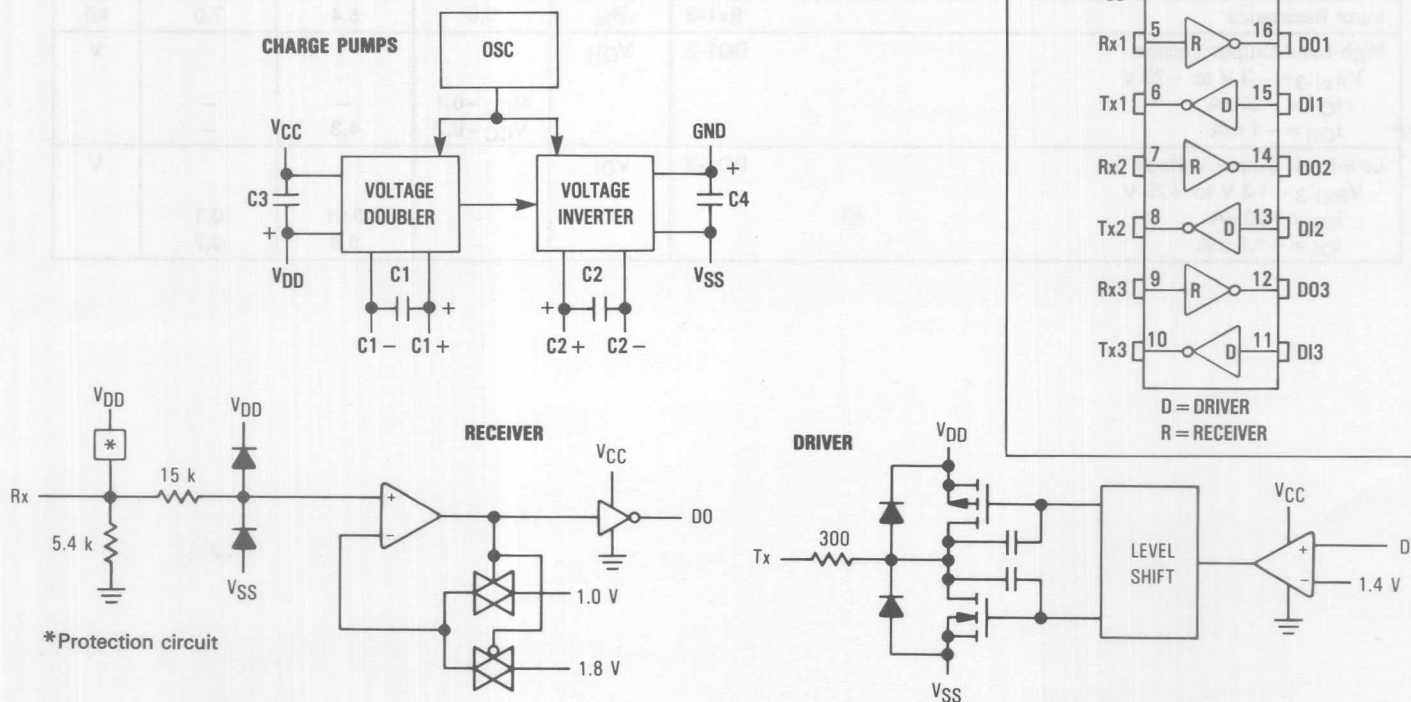 CHARGE PUMPS
OSC
VCC
GND
C3
+
VDD
VOLTAGE
DOUBLER
VOLTAGE
INVERTER
+
C4
VSS
C1
+
C1 -
C1 +
C2
+
C2 +
C2 -
Rx1 5 R 16 DO1
Tx1 6 D 15 DI1
Rx2 7 R 14 DO2
Tx2 8 D 13 DI2
Rx3 9 R 12 DO3
Tx3 10 D 11 DI3
D = DRIVER
R = RECEIVER
RECEIVER
VDD
*
VDD
Rx
15 k
5.4 k
VSS
+
−
VCC
DO
1.0 V
1.8 V
*Protection circuit
DRIVER
VDD
Tx
300
VSS
LEVEL
SHIFT
VCC
+
−
1.4 V